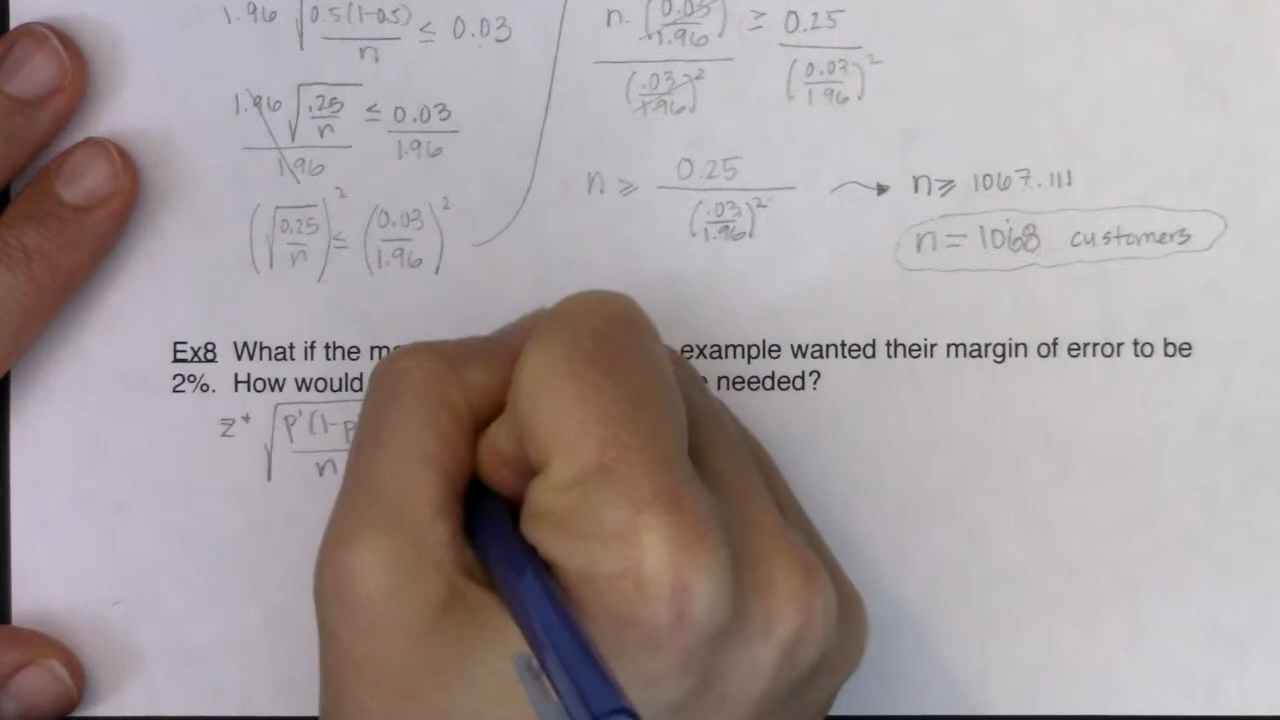 1.96 √(0.5(1-0.5)/n) ≤ 0.03
1.96 √(.25/n) / 1.96 ≤ 0.03/1.96
(√(0.25/n))² ≤ (0.03/1.96)²
n · (0.03/1.96) / (.03/1.96)² ≥ 0.25 / (0.03/1.96)²
n ≥ 0.25 / (.03/1.96)² → n ≥ 1067.111
n = 1068 customers
Ex8 What if the example wanted their margin of error to be
2%. How would needed?
z* √(p'(1-p / n